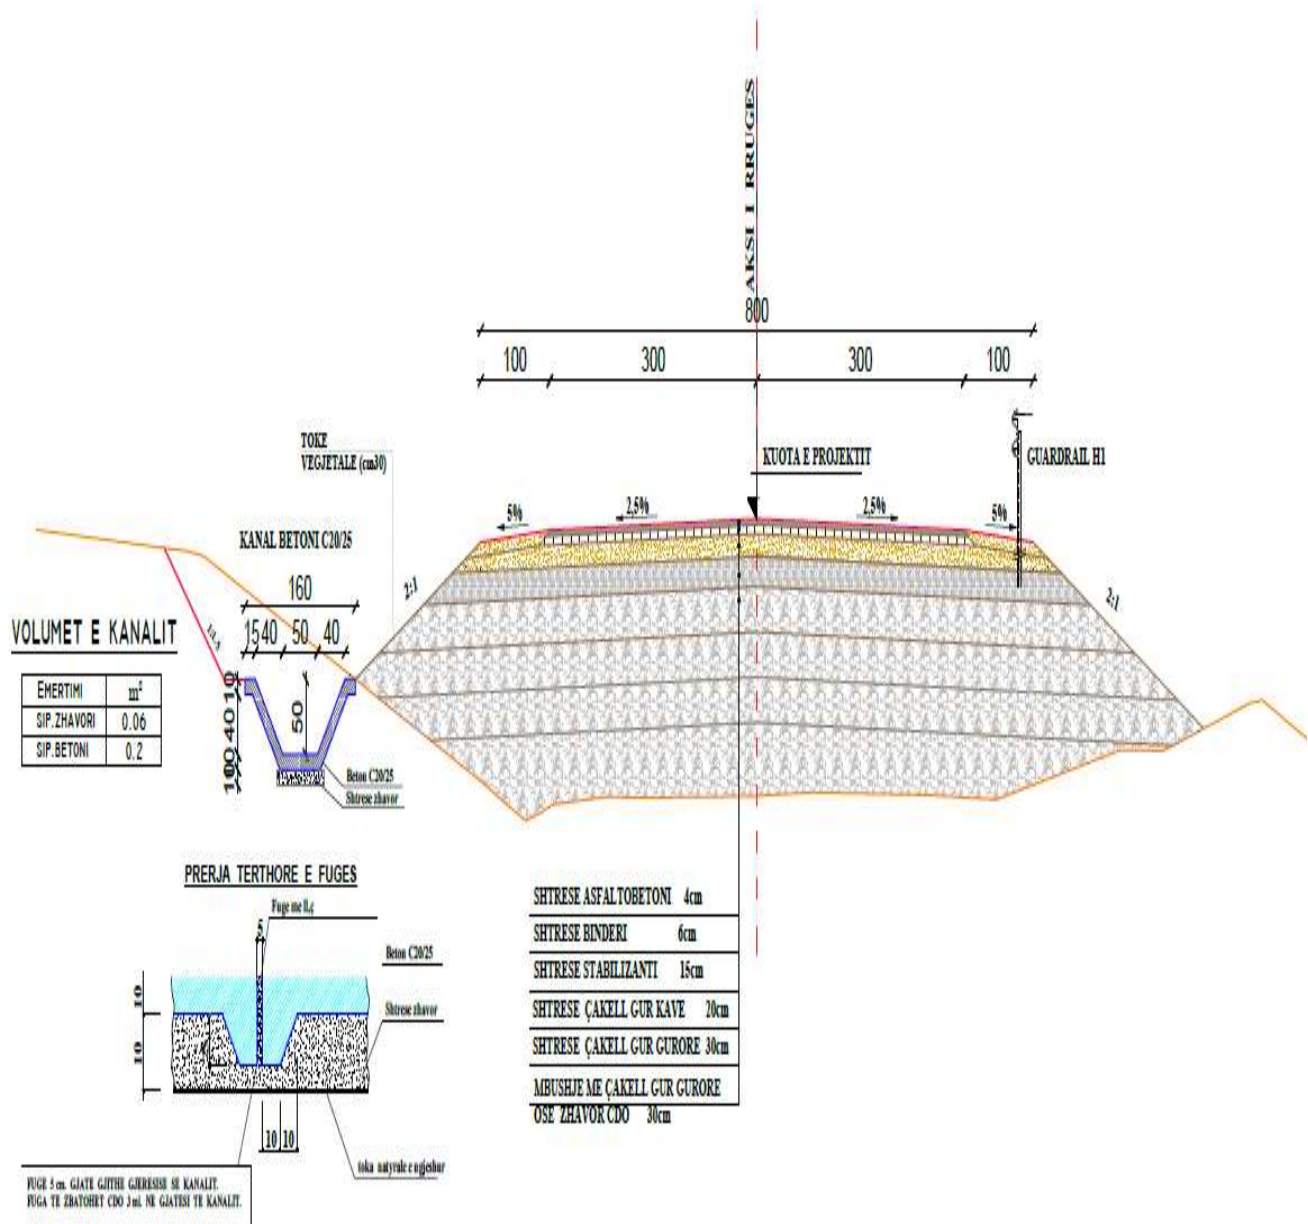 AKSI I RRUGES
800
100
300
300
100
TOKE
VEGJETALE (cm30)
KUOTA E PROJEKTIT
GUARDRAIL H1
5%
2,5%
2,5%
5%
KANAL BETONI C20/25
160
2:1
2:1
VOLUMET E KANALIT
15 40 50 40
EMERTIMI m²
SIP.ZHAVORI 0.06
SIP.BETONI 0.2
10
40
50
Beton C20/25
Shtrese zhavor
PRERJA TERTHORE E FUGES
5
Beton C20/25
Shtrese zhavor
10
10
10 10
toka natyrale e ngjeshur
FUGE 5 cm. GJATE GJITHE GJERESISE SE KANALIT.
FUGA TE ZBATOHET CDO 3 ml. NE GJATESI TE KANALIT.
SHTRESE ASFALTOBETONI 4cm
SHTRESE BINDERI 6cm
SHTRESE STABILIZANTI 15cm
SHTRESE ÇAKELL GUR KAVE 20cm
SHTRESE ÇAKELL GUR GURORE 30cm
MBUSHJE ME ÇAKELL GUR GURORE
OSE ZHAVOR CDO 30cm